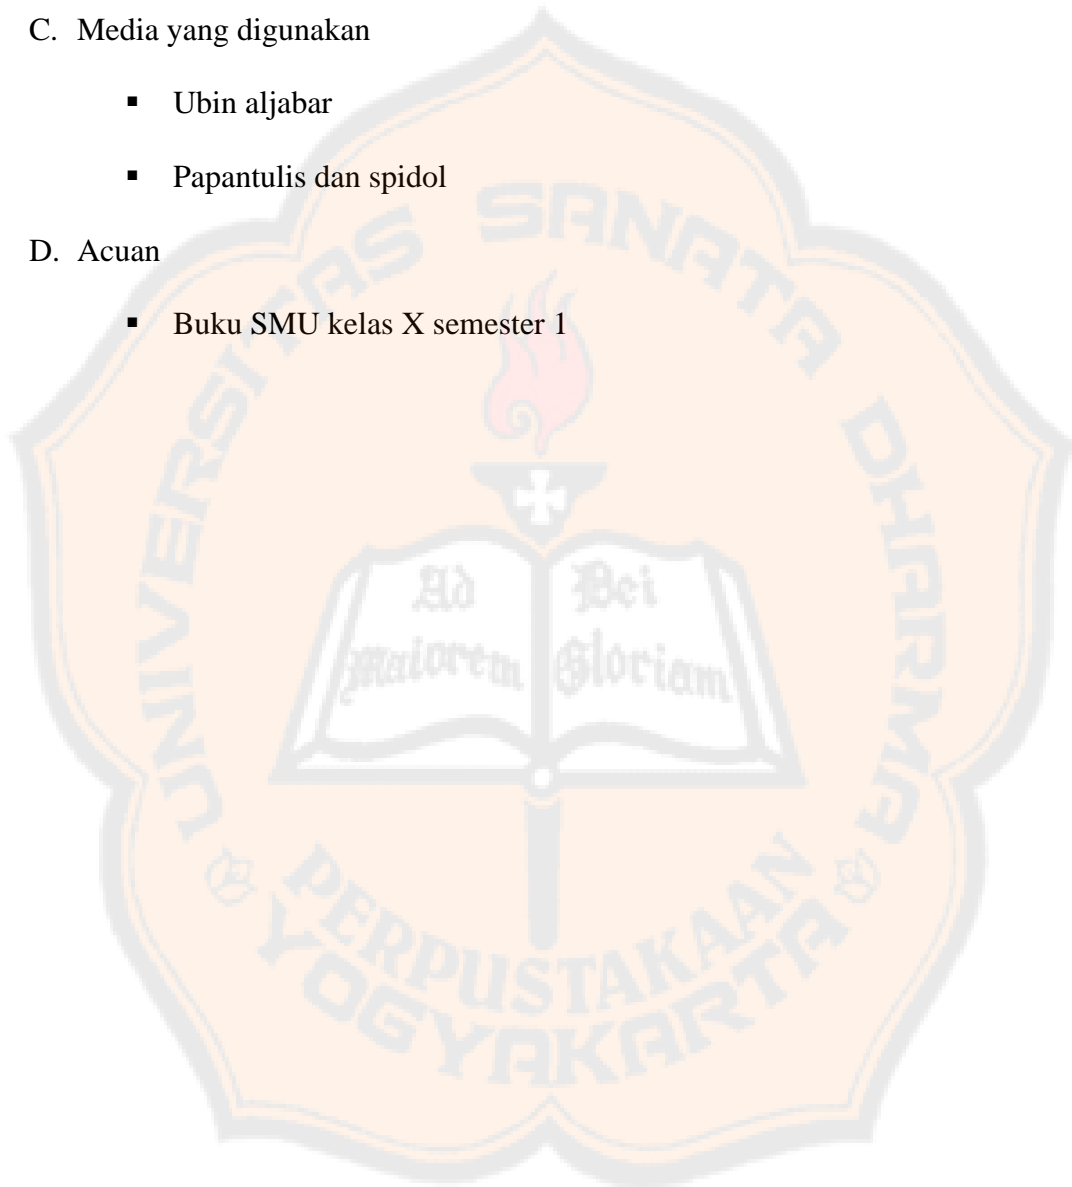 C. Media yang digunakan
▪ Ubin aljabar
▪ Papantulis dan spidol
D. Acuan
▪ Buku SMU kelas X semester 1
UNIVERSITAS SANATA DHARMA
Ad Dei
maiorem Gloriam
PERPUSTAKAAN
YOGYAKARTA